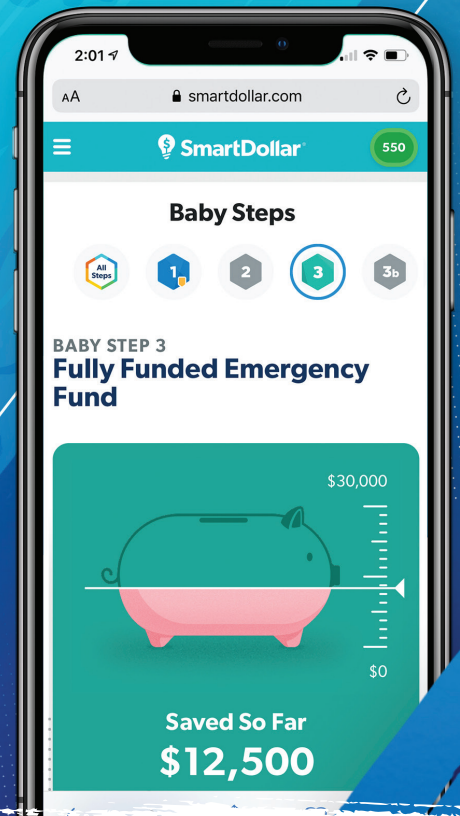 2:01
AA smartdollar.com
SmartDollar 550
Baby Steps
All
Steps
1 2 3 3b
BABY STEP 3
Fully Funded Emergency
Fund
$30,000
$0
Saved So Far
$12,500